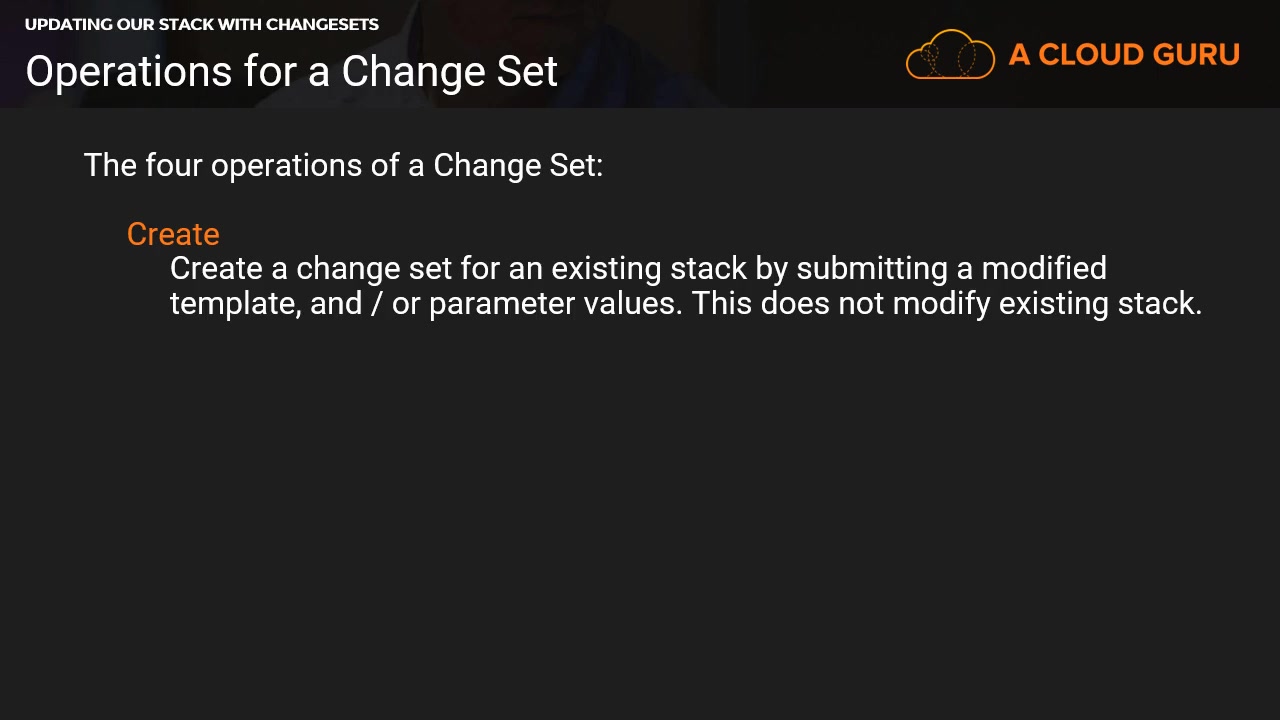 UPDATING OUR STACK WITH CHANGESETS
Operations for a Change Set
A CLOUD GURU
The four operations of a Change Set:
Create
Create a change set for an existing stack by submitting a modified
template, and / or parameter values. This does not modify existing stack.